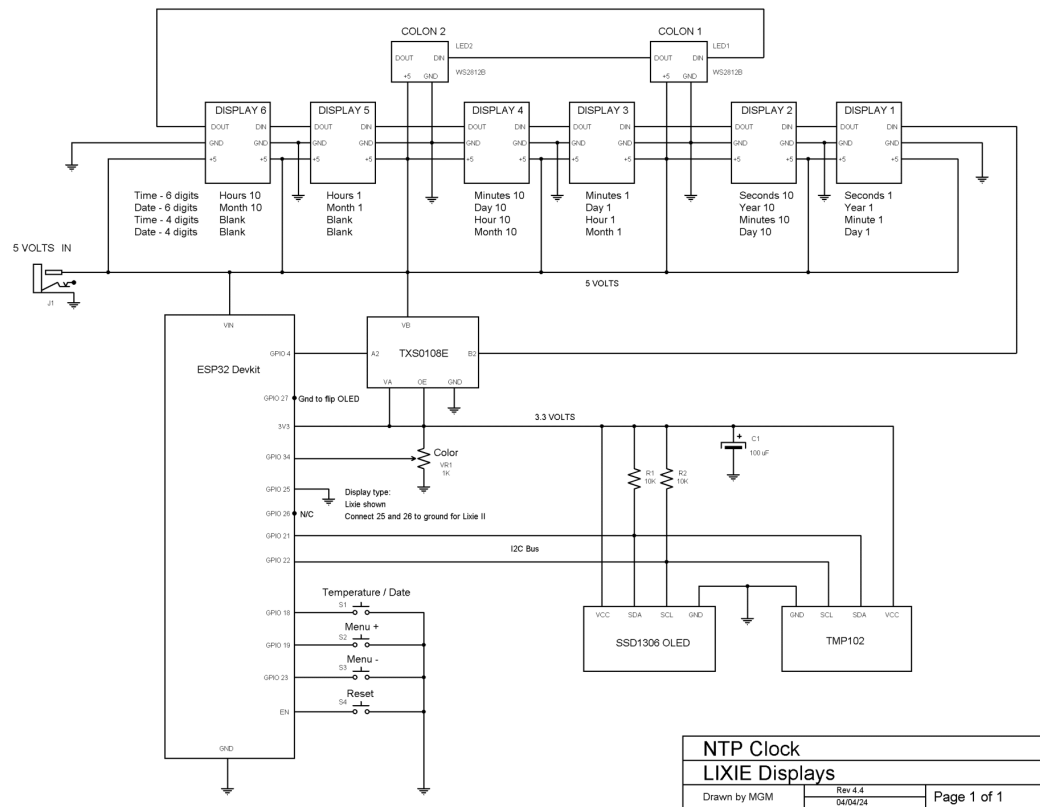 COLON 2
LED2
DOUT DIN
+5 GND
WS2812B
COLON 1
LED1
DOUT DIN
+5 GND
WS2812B
DISPLAY 6
DOUT DIN
GND GND
+5 +5
DISPLAY 5
DOUT DIN
GND GND
+5 +5
DISPLAY 4
DOUT DIN
GND GND
+5 +5
DISPLAY 3
DOUT DIN
GND GND
+5 +5
DISPLAY 2
DOUT DIN
GND GND
+5 +5
DISPLAY 1
DOUT DIN
GND GND
+5 +5
Time - 6 digits Hours 10 Hours 1 Minutes 10 Minutes 1 Seconds 10 Seconds 1
Date - 6 digits Month 10 Month 1 Day 10 Day 1 Year 10 Year 1
Time - 4 digits Blank Blank Hour 10 Hour 1 Minutes 10 Minute 1
Date - 4 digits Blank Blank Month 10 Month 1 Day 10 Day 1
5 VOLTS IN
J1
5 VOLTS
VIN
ESP32 Devkit
GPIO 4
GPIO 27 Gnd to flip OLED
3V3
GPIO 34
GPIO 25
GPIO 26 N/C
GPIO 21
GPIO 22
GPIO 18
GPIO 19
GPIO 23
EN
GND
VB
A2 TXS0108E B2
VA OE GND
3.3 VOLTS
Color
VR1
1K
Display type:
Lixie shown
Connect 25 and 26 to ground for Lixie II
R1
10K
R2
10K
+
C1
100 uF
I2C Bus
Temperature / Date
S1
Menu +
S2
Menu -
S3
Reset
S4
VCC SDA SCL GND
SSD1306 OLED
GND SCL SDA VCC
TMP102
NTP Clock
LIXIE Displays
Drawn by MGM
Rev 4.4
04/04/24
Page 1 of 1